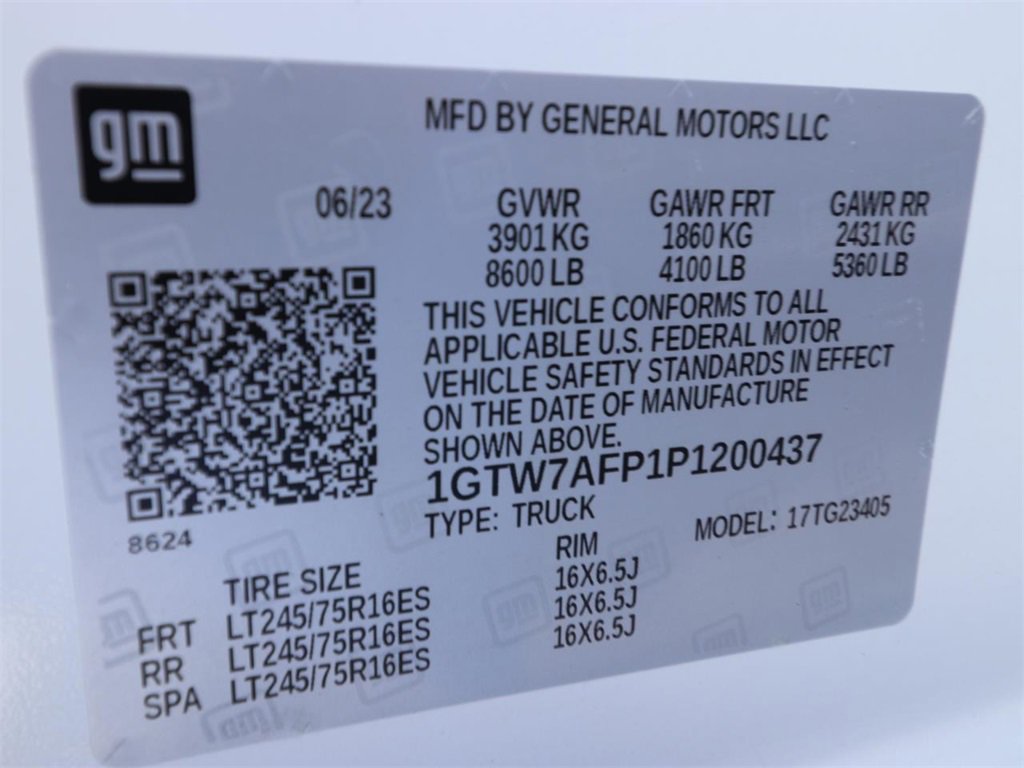 gm
MFD BY GENERAL MOTORS LLC
06/23 GVWR GAWR FRT GAWR RR
3901 KG 1860 KG 2431 KG
8600 LB 4100 LB 5360 LB
THIS VEHICLE CONFORMS TO ALL
APPLICABLE U.S. FEDERAL MOTOR
VEHICLE SAFETY STANDARDS IN EFFECT
ON THE DATE OF MANUFACTURE
SHOWN ABOVE.
1GTW7AFP1P1200437
TYPE: TRUCK MODEL: 17TG23405
8624
TIRE SIZE RIM
FRT LT245/75R16ES 16X6.5J
RR LT245/75R16ES 16X6.5J
SPA LT245/75R16ES 16X6.5J